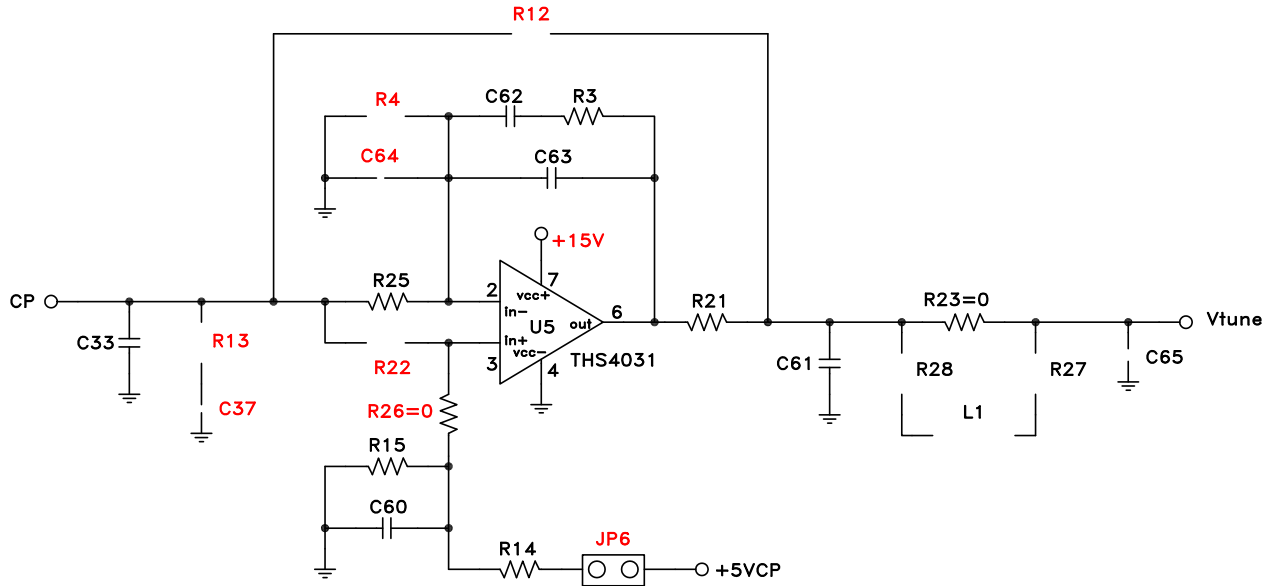 R12
R4
C62
R3
C64
C63
+15V
7
CP
R25
2
vcc+
in-
U5
out
6
R21
R23=0
Vtune
C33
R13
in+
vcc-
3
4
THS4031
R22
C61
R28
R27
C65
C37
R26=0
L1
R15
C60
R14
JP6
+5VCP